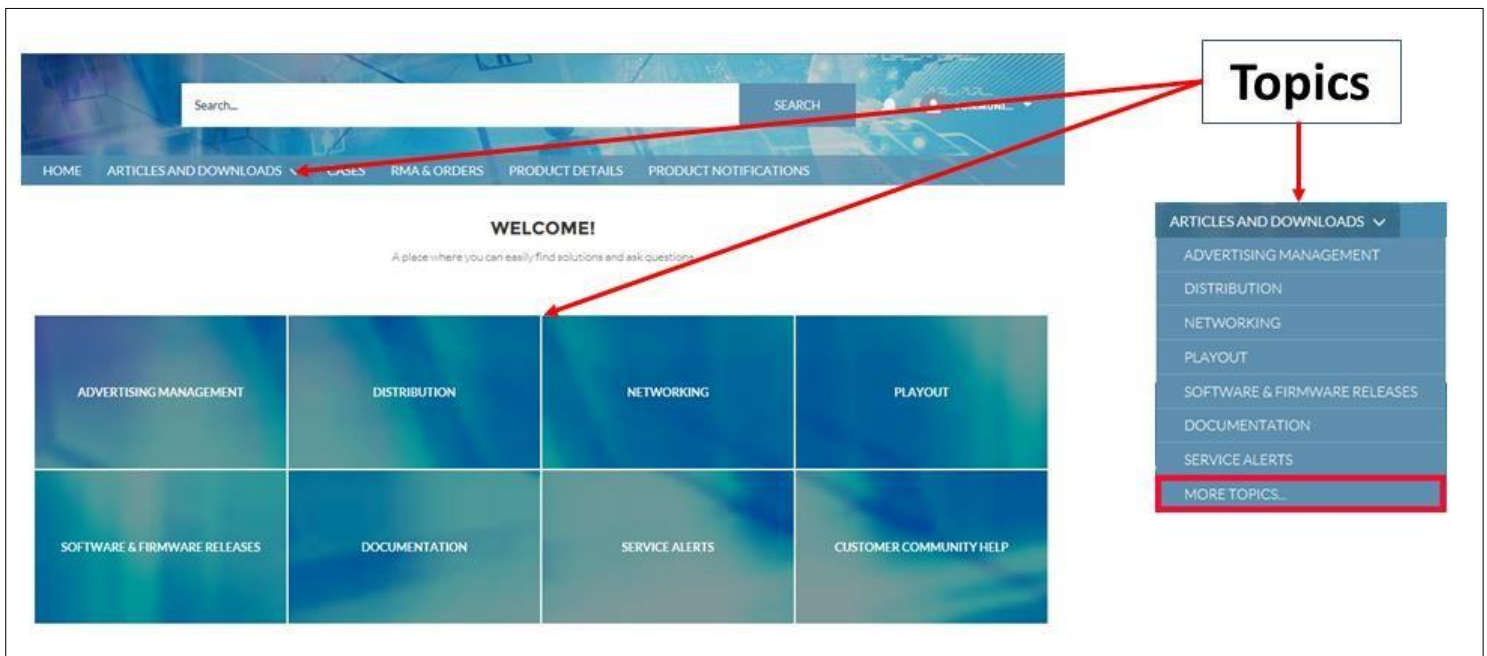 Topics
Search...
SEARCH
HOME ARTICLES AND DOWNLOADS CASES RMA & ORDERS PRODUCT DETAILS PRODUCT NOTIFICATIONS
WELCOME!
A place where you can easily find solutions and ask questions
ADVERTISING MANAGEMENT DISTRIBUTION NETWORKING PLAYOUT
SOFTWARE & FIRMWARE RELEASES DOCUMENTATION SERVICE ALERTS CUSTOMER COMMUNITY HELP
ARTICLES AND DOWNLOADS
ADVERTISING MANAGEMENT
DISTRIBUTION
NETWORKING
PLAYOUT
SOFTWARE & FIRMWARE RELEASES
DOCUMENTATION
SERVICE ALERTS
MORE TOPICS...